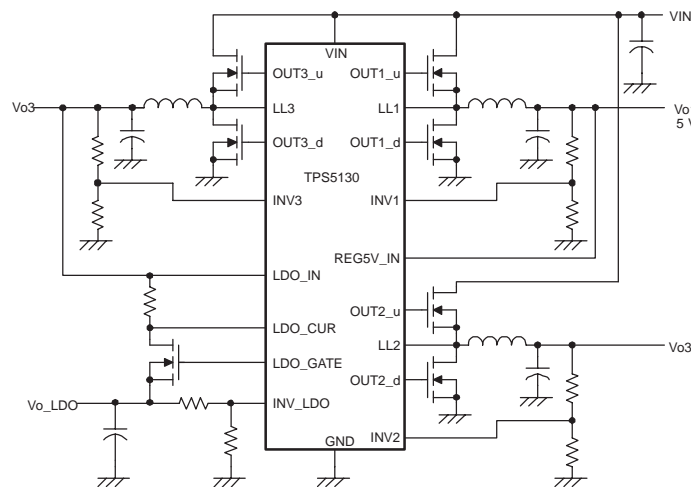 VIN
VIN
OUT3_u
OUT1_u
Vo3
LL3
LL1
Vo
5 V
OUT3_d
OUT1_d
TPS5130
INV3
INV1
REG5V_IN
LDO_IN
OUT2_u
LDO_CUR
LL2
Vo3
LDO_GATE
OUT2_d
Vo_LDO
INV_LDO
INV2
GND